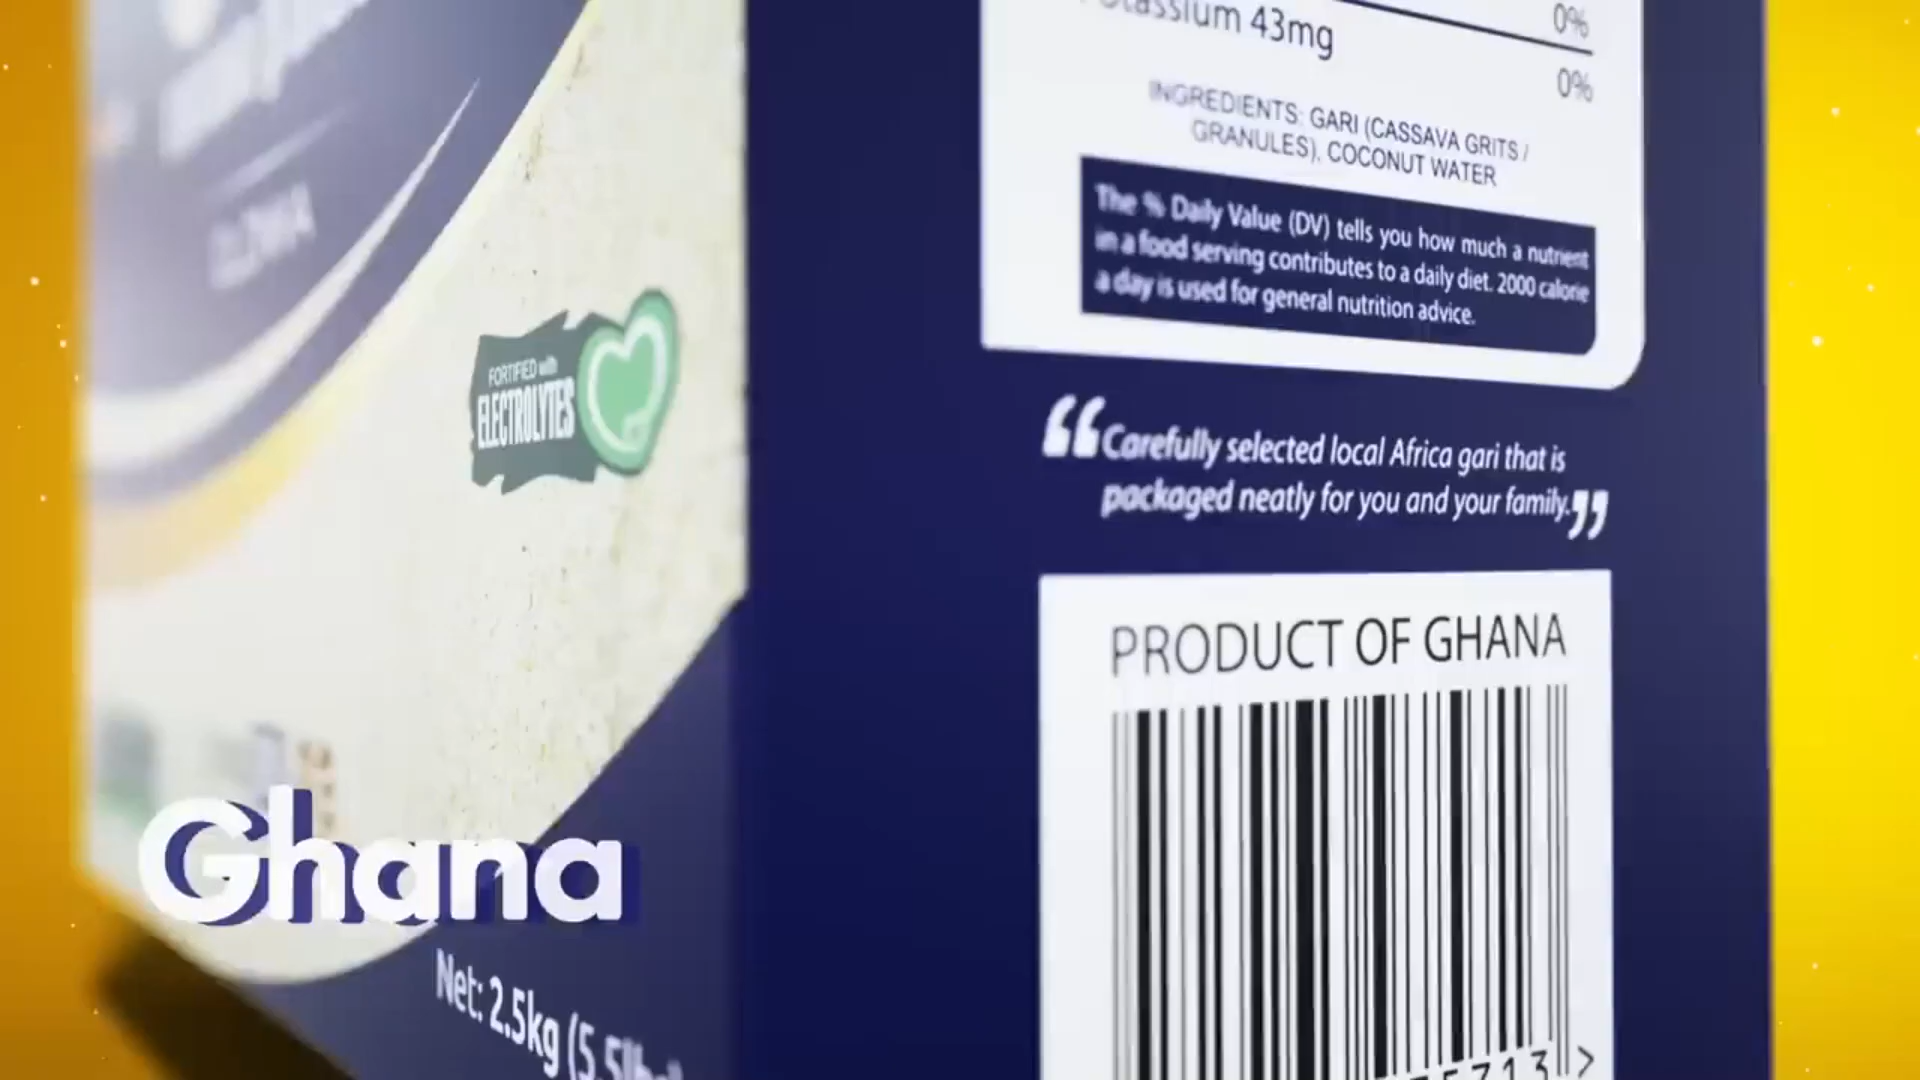 Potassium 43mg
0%
0%
INGREDIENTS: GARI (CASSAVA GRITS /
GRANULES), COCONUT WATER
The % Daily Value (DV) tells you how much a nutrient
in a food serving contributes to a daily diet. 2000 calorie
a day is used for general nutrition advice.
FORTIFIED with
ELECTROLYTES
“Carefully selected local Africa gari that is
packaged neatly for you and your family.”
PRODUCT OF GHANA
Ghana
Net: 2.5kg (5.5lbs)